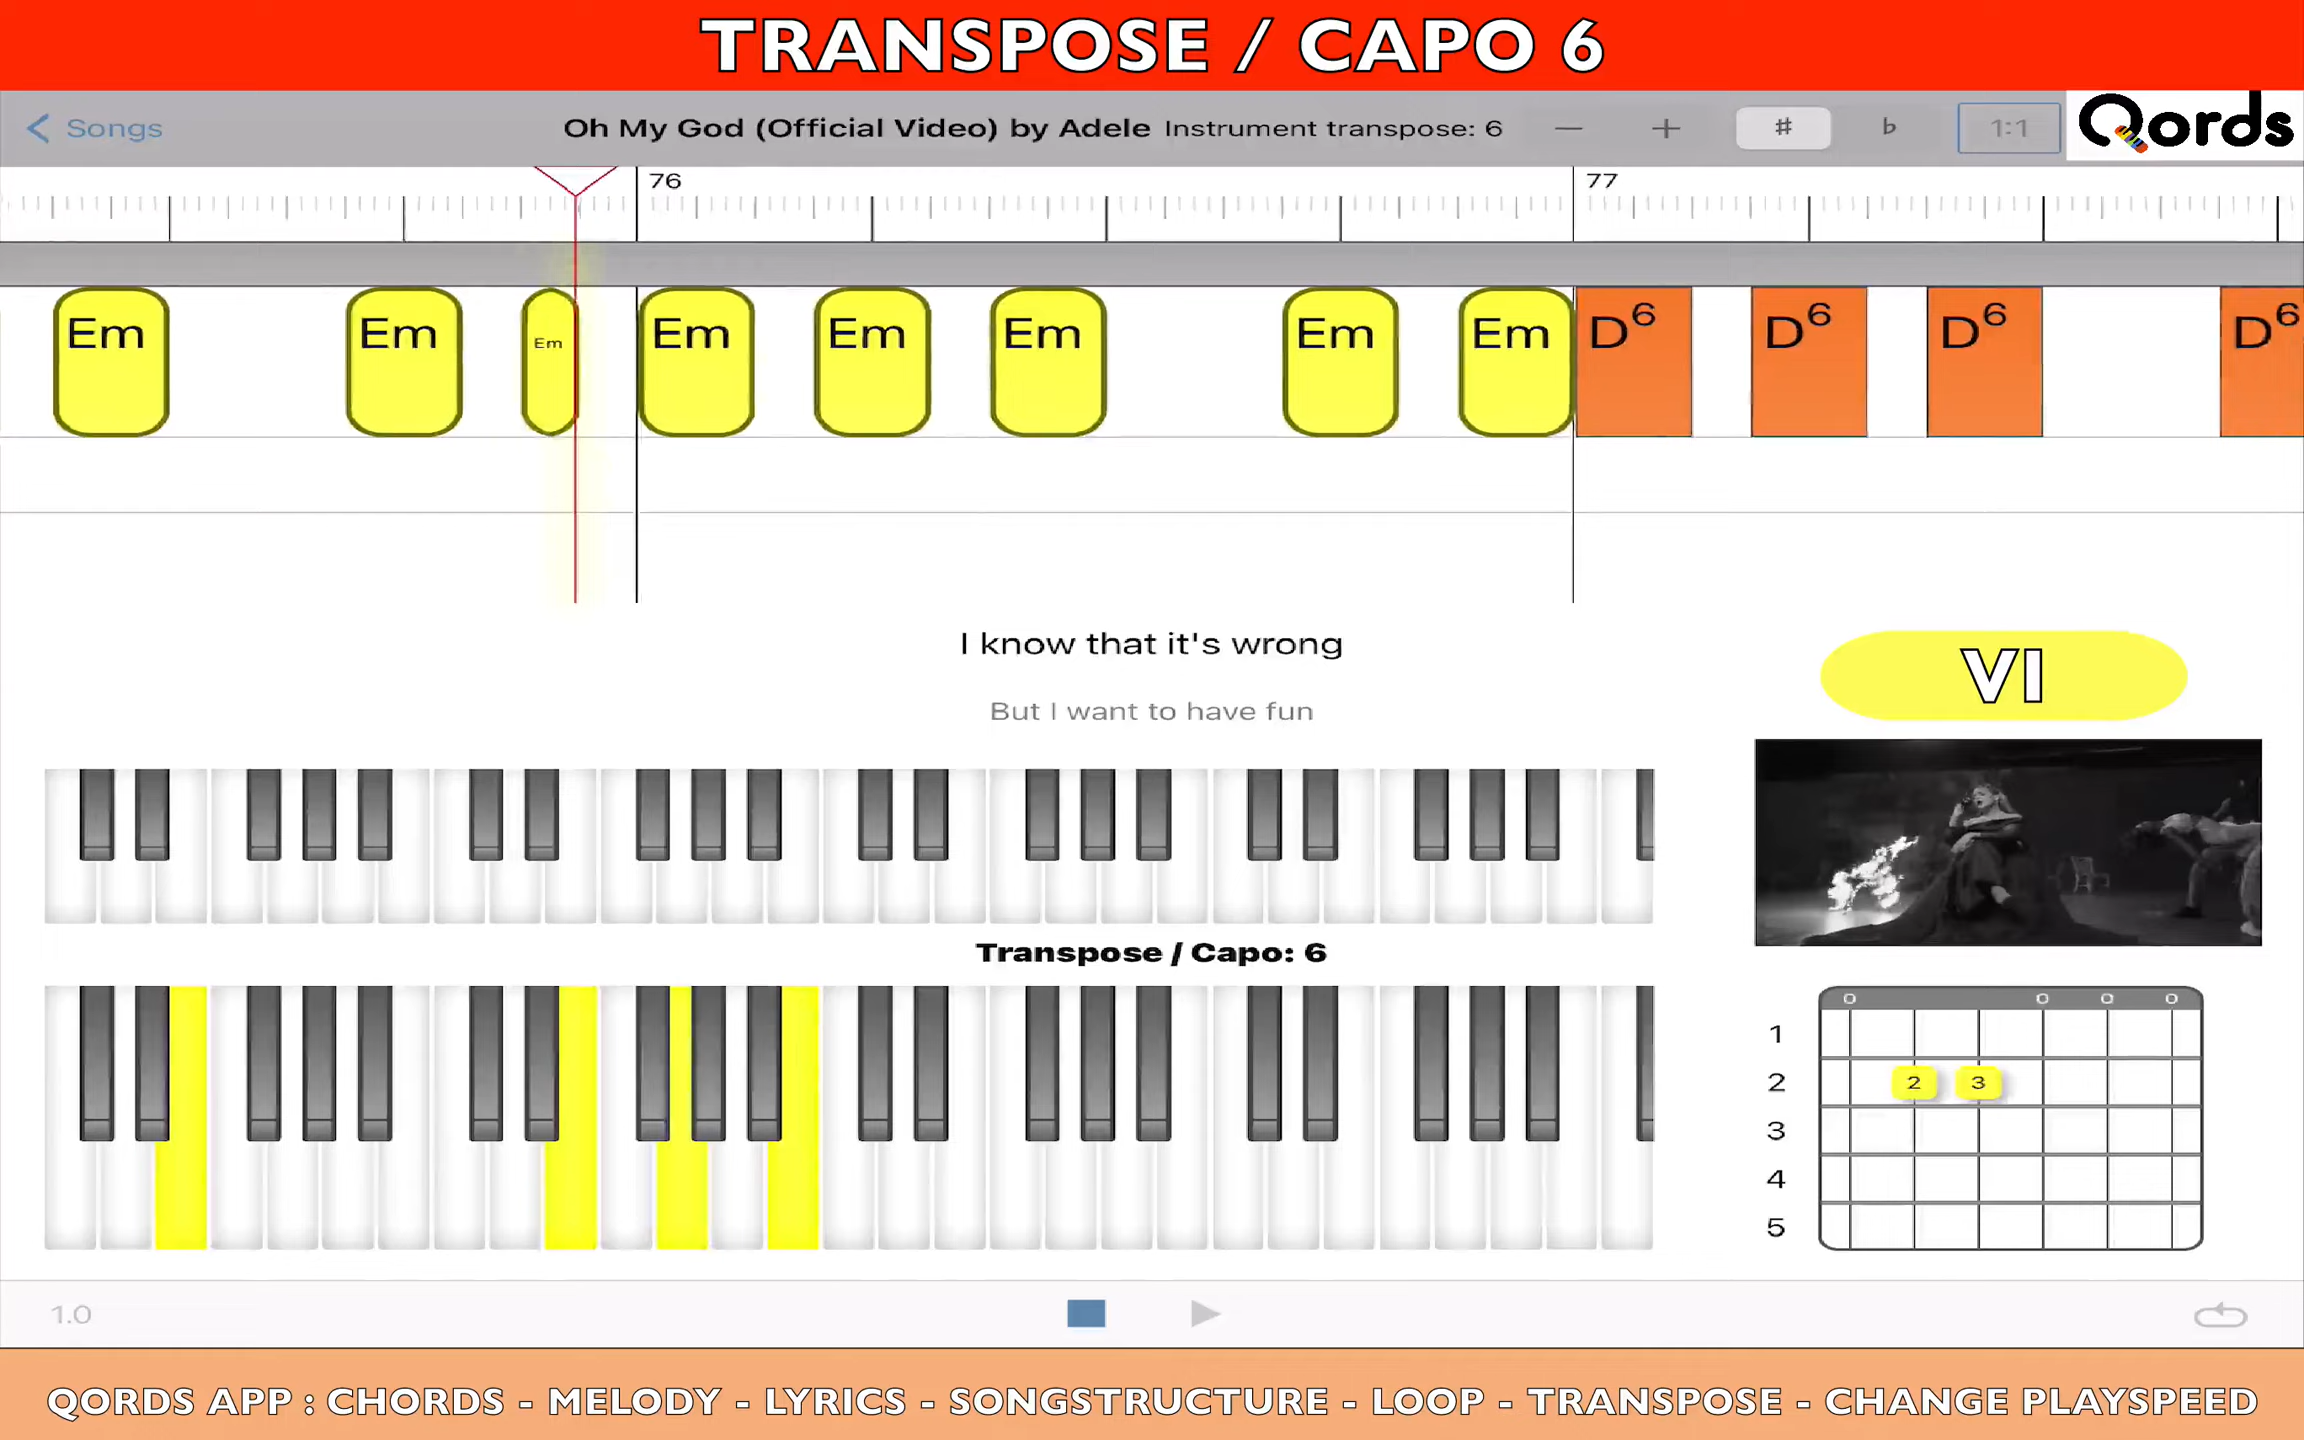 TRANSPOSE / CAPO 6
Songs
Oh My God (Official Video) by Adele Instrument transpose: 6 − + ♯ ♭ 1:1
Qords
76 77
Em Em Em Em Em Em Em Em D6 D6 D6 D6
I know that it's wrong
But I want to have fun
VI
Transpose / Capo: 6
o o o o
1
2 2 3
3
4
5
1.0
QORDS APP : CHORDS - MELODY - LYRICS - SONGSTRUCTURE - LOOP - TRANSPOSE - CHANGE PLAYSPEED